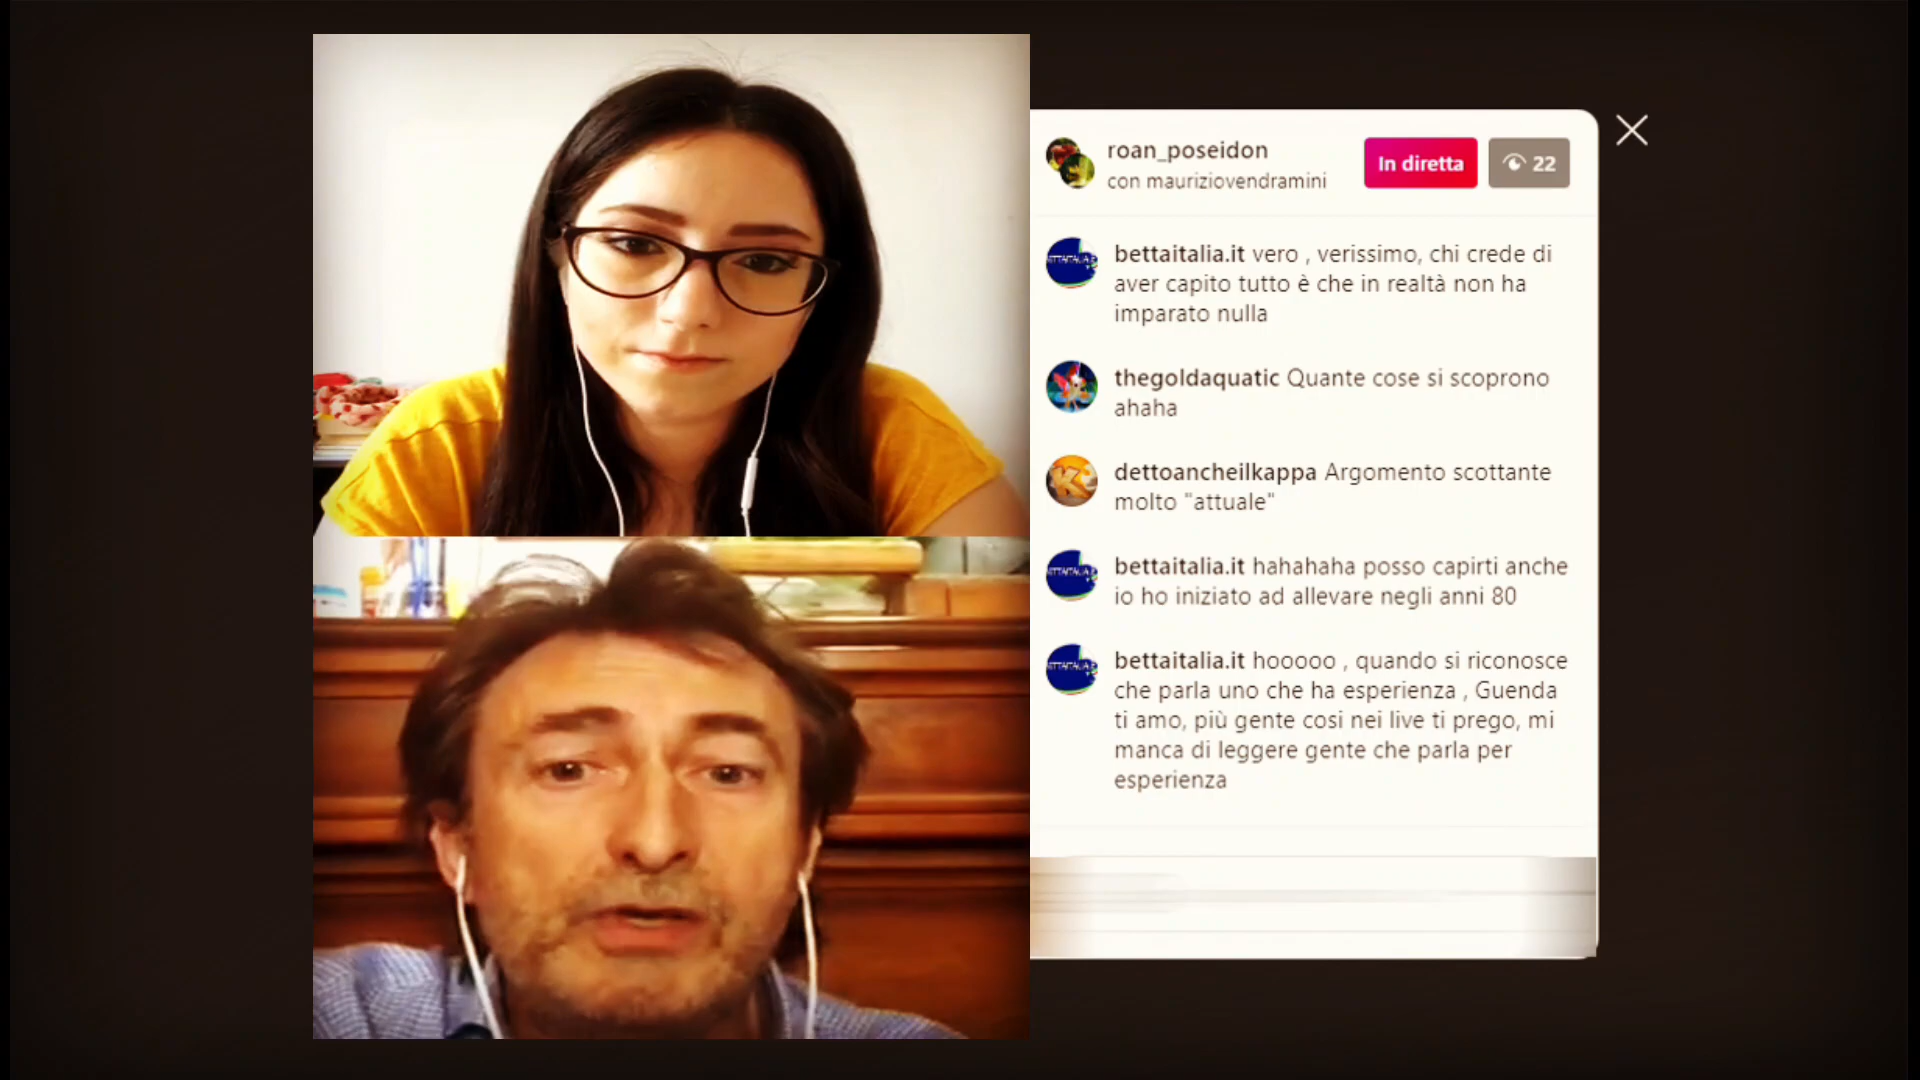 roan_poseidon
con mauriziovendramini
In diretta
22
bettaitalia.it vero , verissimo, chi crede di
aver capito tutto è che in realtà non ha
imparato nulla
thegoldaquatic Quante cose si scoprono
ahaha
dettoancheilkappa Argomento scottante
molto "attuale"
bettaitalia.it hahahaha posso capirti anche
io ho iniziato ad allevare negli anni 80
bettaitalia.it hooooo , quando si riconosce
che parla uno che ha esperienza , Guenda
ti amo, più gente cosi nei live ti prego, mi
manca di leggere gente che parla per
esperienza